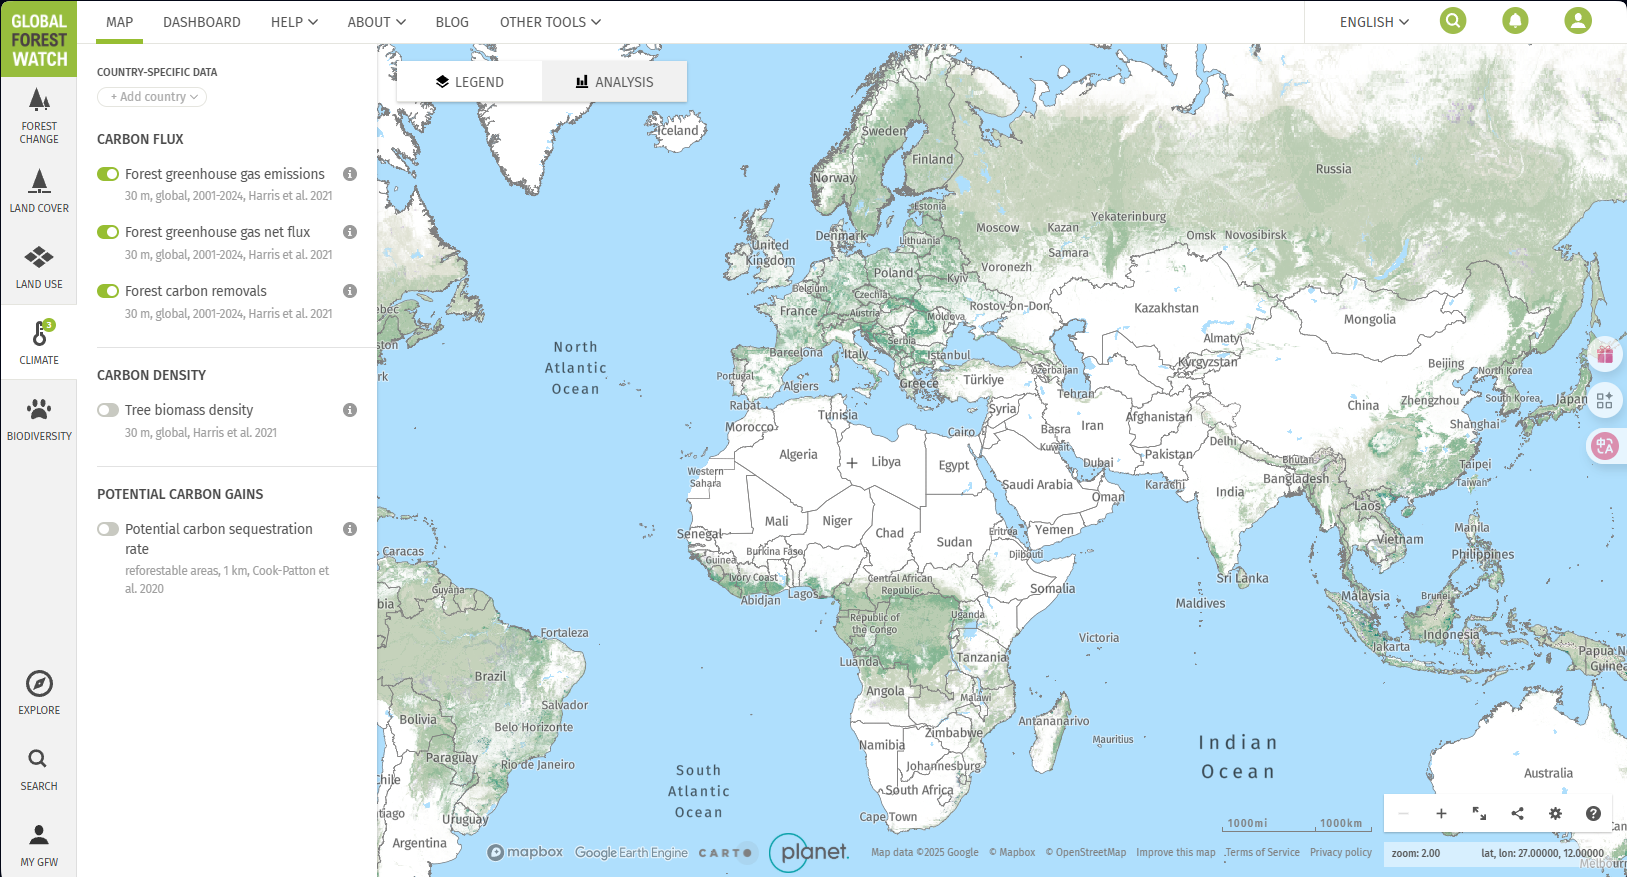 GLOBAL
FOREST
WATCH
MAP
DASHBOARD
HELP
ABOUT
BLOG
OTHER TOOLS
ENGLISH
FOREST
CHANGE
LAND COVER
LAND USE
3
CLIMATE
BIODIVERSITY
EXPLORE
SEARCH
MY GFW
COUNTRY-SPECIFIC DATA
+ Add country
CARBON FLUX
Forest greenhouse gas emissions
30 m, global, 2001-2024, Harris et al. 2021
Forest greenhouse gas net flux
30 m, global, 2001-2024, Harris et al. 2021
Forest carbon removals
30 m, global, 2001-2024, Harris et al. 2021
CARBON DENSITY
Tree biomass density
30 m, global, Harris et al. 2021
POTENTIAL CARBON GAINS
Potential carbon sequestration
rate
reforestable areas, 1 km, Cook-Patton et
al. 2020
LEGEND
ANALYSIS
Iceland
Sweden
Finland
Norway
Russia
Estonia
Yekaterinburg
Moscow
Kazan
Omsk
Novosibirsk
Denmark
Lithuania
United
Kingdom
Samara
Voronezh
Poland
Kyiv
Belgium
Czechia
Rostov-on-Don
Kazakhstan
France
Austria
Moldova
Mongolia
Serbia
Almaty
North
Atlantic
Ocean
Barcelona
Italy
Istanbul
Kyrgyzstan
Beijing
Portugal
Algiers
Greece
Türkiye
Azerbaijan
North Korea
Tehran
South Korea
Japan
Rabat
Tunisia
Syria
Afghanistan
China
Zhengzhou
Morocco
Cairo
Basra
Iran
Shanghai
Kuwait
Delhi
Algeria
Libya
Egypt
Dubai
Pakistan
Bhutan
Taipei
Western
Sahara
Saudi Arabia
Karachi
Bangladesh
Taiwan
Oman
India
Laos
Mali
Niger
Chad
Sudan
Eritrea
Yemen
Manila
Senegal
Vietnam
Guinea
Burkina Faso
Djibouti
Philippines
Ivory Coast
Central African
Republic
Somalia
Sri Lanka
Abidjan
Lagos
Maldives
Malaysia
Brunei
Caracas
Guyana
bia
Republic of
the Congo
Uganda
Indonesia
Fortaleza
Victoria
Jakarta
Papua N
Guinea
Luanda
Tanzania
Brazil
Angola
Malawi
Salvador
Bolivia
Belo Horizonte
Antananarivo
Zimbabwe
Mauritius
Namibia
Indian
Ocean
Paraguay
Rio de Janeiro
Johannesburg
South
Atlantic
Ocean
Australia
hile
South Africa
tiago
Uruguay
Cape Town
Argentina
bec
ston
rk
1000mi
1000km
mapbox
Google Earth Engine
CARTO
planet.
Map data ©2025 Google
© Mapbox
© OpenStreetMap
Improve this map
Terms of Service
Privacy policy
zoom: 2.00
lat, lon: 27.00000, 12.00000